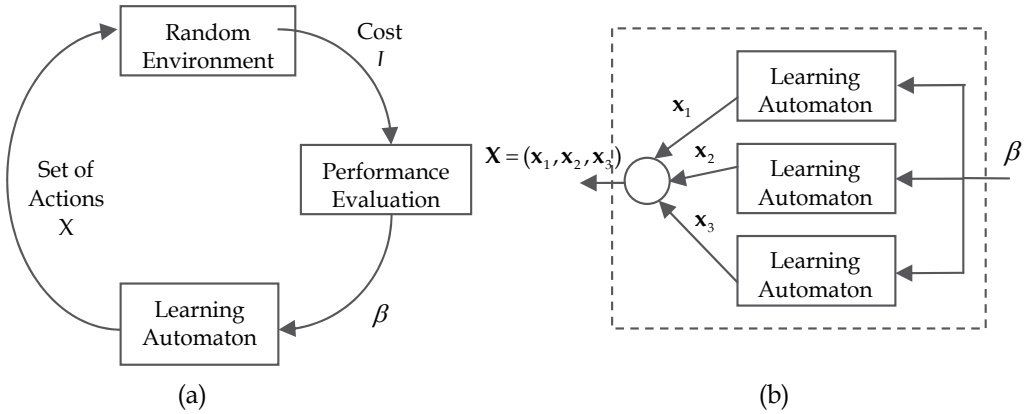 Random
Environment
Cost
I
Performance
Evaluation
β
Learning
Automaton
Set of
Actions
X
(a)
Learning
Automaton
Learning
Automaton
Learning
Automaton
x₁
x₂
x₃
X = (x₁, x₂, x₃)
β
(b)